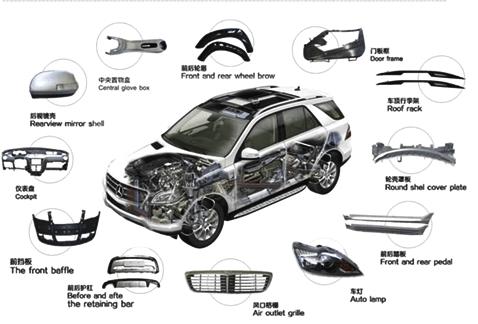 前后轮眉
Front and rear wheel brow
门板框
Door frame
中央置物盒
Central glove box
车顶行李架
Roof rack
后视镜壳
Rearview mirror shell
轮壳罩板
Round shel cover plate
仪表盘
Cockpit
前后踏板
Front and rear pedal
前挡板
The front baffle
前后护杠
Before and afte
the retaining bar
风口格栅
Air outlet grille
车灯
Auto lamp